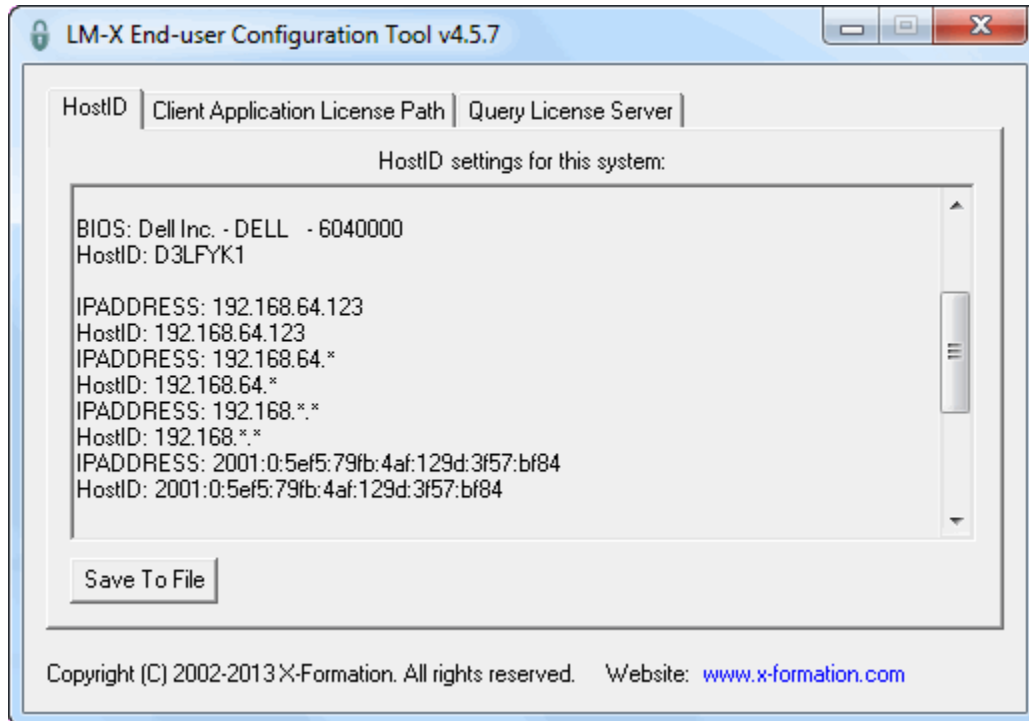 LM-X End-user Configuration Tool v4.5.7
HostID Client Application License Path Query License Server
HostID settings for this system:
BIOS: Dell Inc. - DELL   - 6040000
HostID: D3LFYK1
IPADDRESS: 192.168.64.123
HostID: 192.168.64.123
IPADDRESS: 192.168.64.*
HostID: 192.168.64.*
IPADDRESS: 192.168.*.*
HostID: 192.168.*.*
IPADDRESS: 2001:0:5ef5:79fb:4af:129d:3f57:bf84
HostID: 2001:0:5ef5:79fb:4af:129d:3f57:bf84
Save To File
Copyright (C) 2002-2013 X-Formation. All rights reserved. Website: www.x-formation.com